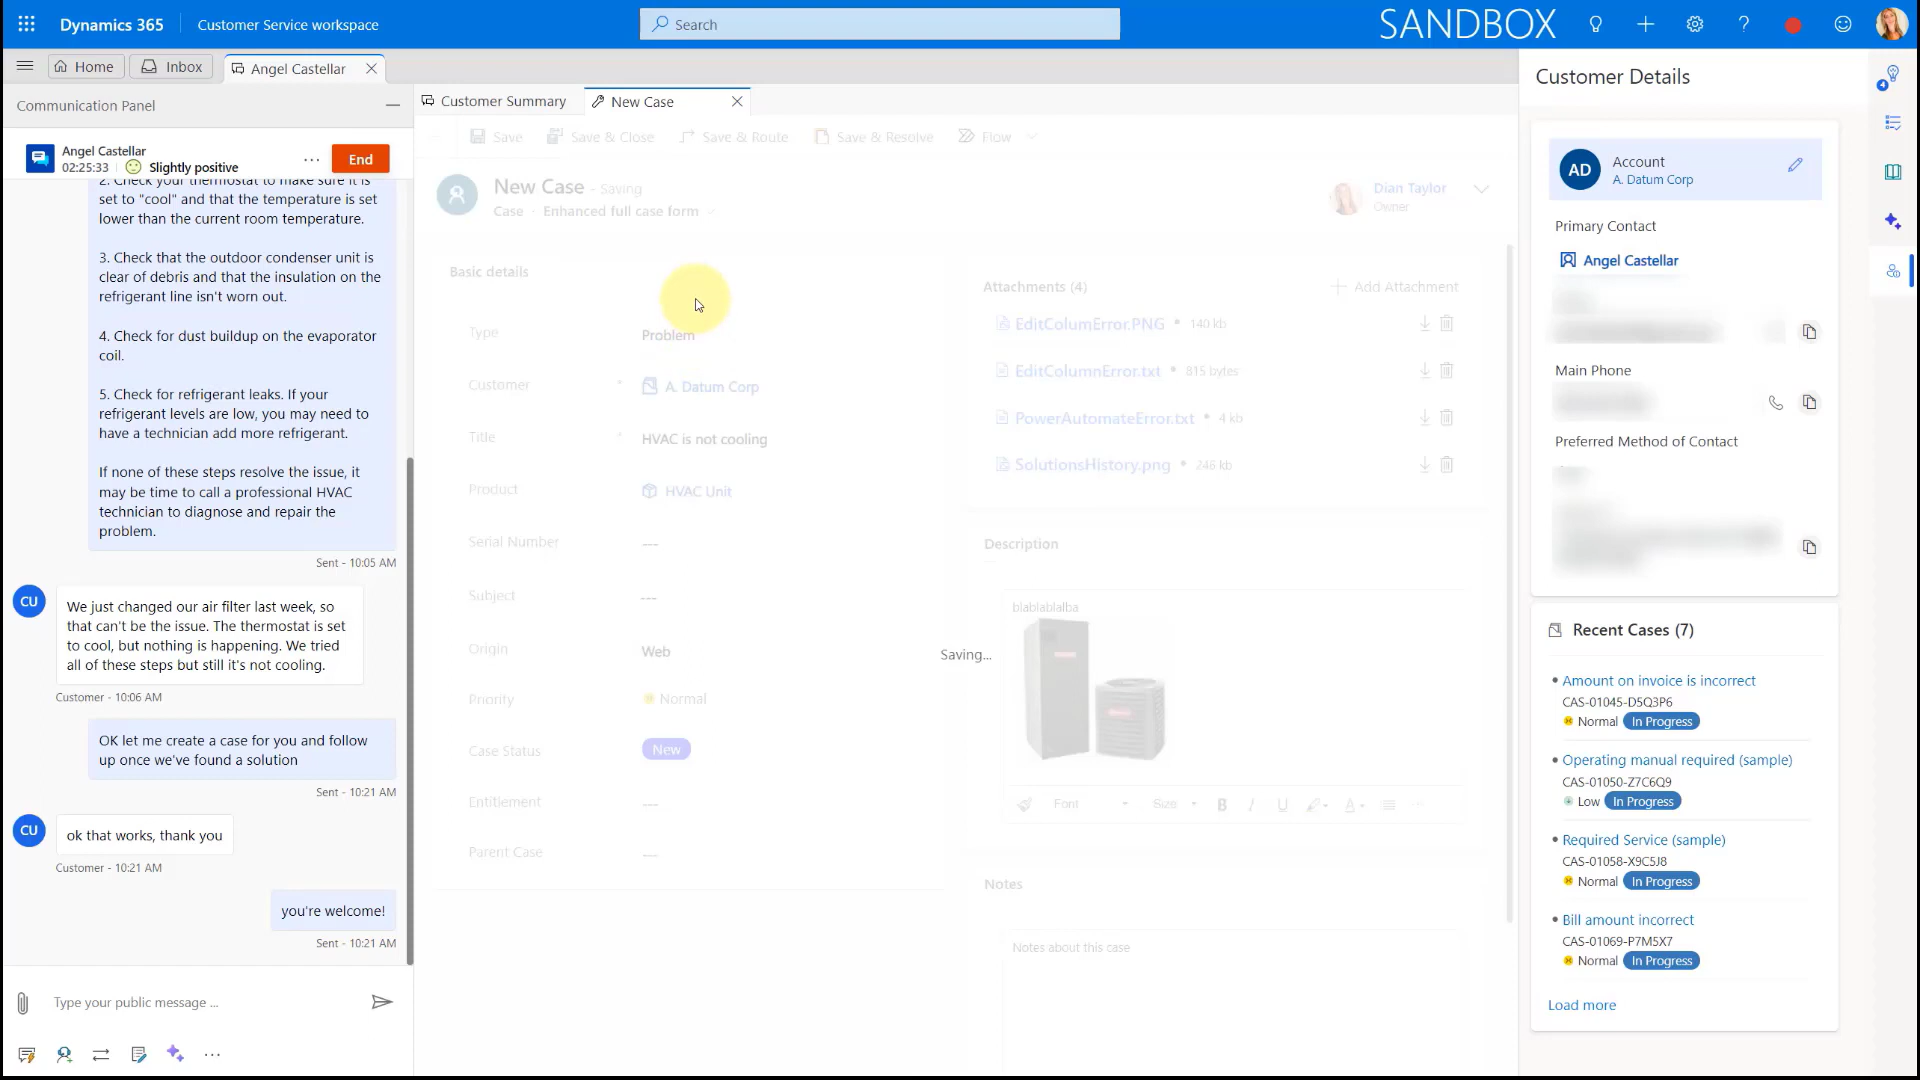 Dynamics 365
Customer Service workspace
Search
SANDBOX
Home
Inbox
Angel Castellar
Communication Panel
Angel Castellar
02:25:33
Slightly positive
End
2. Check your thermostat to make sure it is
set to "cool" and that the temperature is set
lower than the current room temperature.
3. Check that the outdoor condenser unit is
clear of debris and that the insulation on the
refrigerant line isn't worn out.
4. Check for dust buildup on the evaporator
coil.
5. Check for refrigerant leaks. If your
refrigerant levels are low, you may need to
have a technician add more refrigerant.
If none of these steps resolve the issue, it
may be time to call a professional HVAC
technician to diagnose and repair the
problem.
Sent - 10:05 AM
CU
We just changed our air filter last week, so
that can't be the issue. The thermostat is set
to cool, but nothing is happening. We tried
all of these steps but still it's not cooling.
Customer - 10:06 AM
OK let me create a case for you and follow
up once we've found a solution
Sent - 10:21 AM
CU
ok that works, thank you
Customer - 10:21 AM
you're welcome!
Sent - 10:21 AM
Type your public message ...
Customer Summary
New Case
Save
Save & Close
Save & Route
Save & Resolve
Flow
New Case - Saving
Case · Enhanced full case form
Dian Taylor
Owner
Basic details
Type
Problem
Customer
*
A. Datum Corp
Title
*
HVAC is not cooling
Product
HVAC Unit
Serial Number
---
Subject
---
Origin
Web
Priority
Normal
Case Status
New
Entitlement
---
Parent Case
---
Attachments (4)
Add Attachment
EditColumError.PNG • 140 kb
EditColumnError.txt • 815 bytes
PowerAutomateError.txt • 4 kb
SolutionsHistory.png • 246 kb
Description
blablablalba
Saving...
Font
Size
B
I
U
A
Notes
Notes about this case
Customer Details
AD
Account
A. Datum Corp
Primary Contact
Angel Castellar
Main Phone
Preferred Method of Contact
Recent Cases (7)
• Amount on invoice is incorrect
CAS-01045-D5Q3P6
Normal
In Progress
• Operating manual required (sample)
CAS-01050-Z7C6Q9
Low
In Progress
• Required Service (sample)
CAS-01058-X9C5J8
Normal
In Progress
• Bill amount incorrect
CAS-01069-P7M5X7
Normal
In Progress
Load more
4